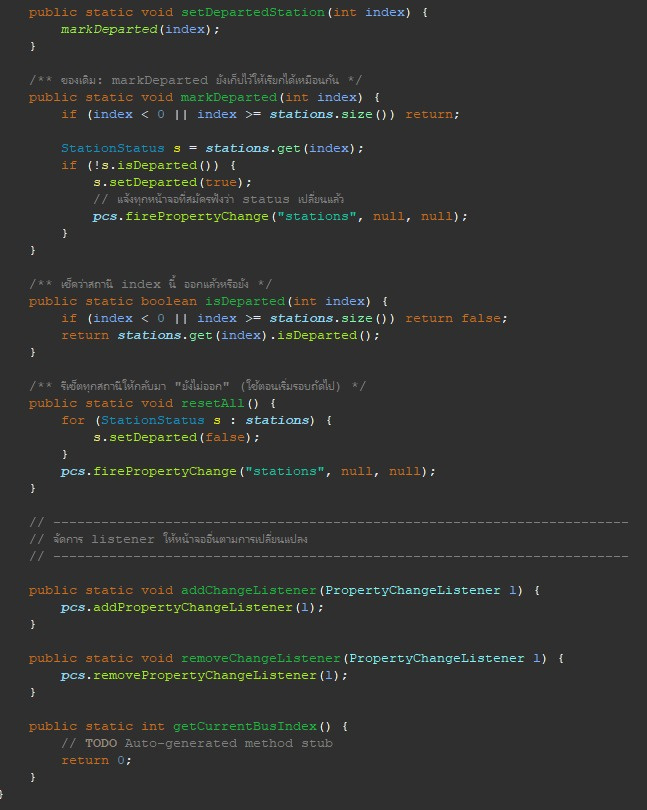 public static void setDepartedStation(int index) {
markDeparted(index);
}
/** ของเดิม: markDeparted ยังเก็บไว้ให้เรียกได้เหมือนกัน */
public static void markDeparted(int index) {
if (index < 0 || index >= stations.size()) return;
StationStatus s = stations.get(index);
if (!s.isDeparted()) {
s.setDeparted(true);
// แจ้งทุกหน้าจอที่สมัครฟังว่า status เปลี่ยนแล้ว
pcs.firePropertyChange("stations", null, null);
}
}
/** เช็คว่าสถานี index นี้ ออกแล้วหรือยัง */
public static boolean isDeparted(int index) {
if (index < 0 || index >= stations.size()) return false;
return stations.get(index).isDeparted();
}
/** รีเซ็ตทุกสถานีให้กลับมา "ยังไม่ออก" (ใช้ตอนเริ่มรอบถัดไป) */
public static void resetAll() {
for (StationStatus s : stations) {
s.setDeparted(false);
}
pcs.firePropertyChange("stations", null, null);
}
// ------------------------------------------------------------------------
// จัดการ listener ให้หน้าจออื่นตามการเปลี่ยนแปลง
// ------------------------------------------------------------------------
public static void addChangeListener(PropertyChangeListener l) {
pcs.addPropertyChangeListener(l);
}
public static void removeChangeListener(PropertyChangeListener l) {
pcs.removePropertyChangeListener(l);
}
public static int getCurrentBusIndex() {
// TODO Auto-generated method stub
return 0;
}
}